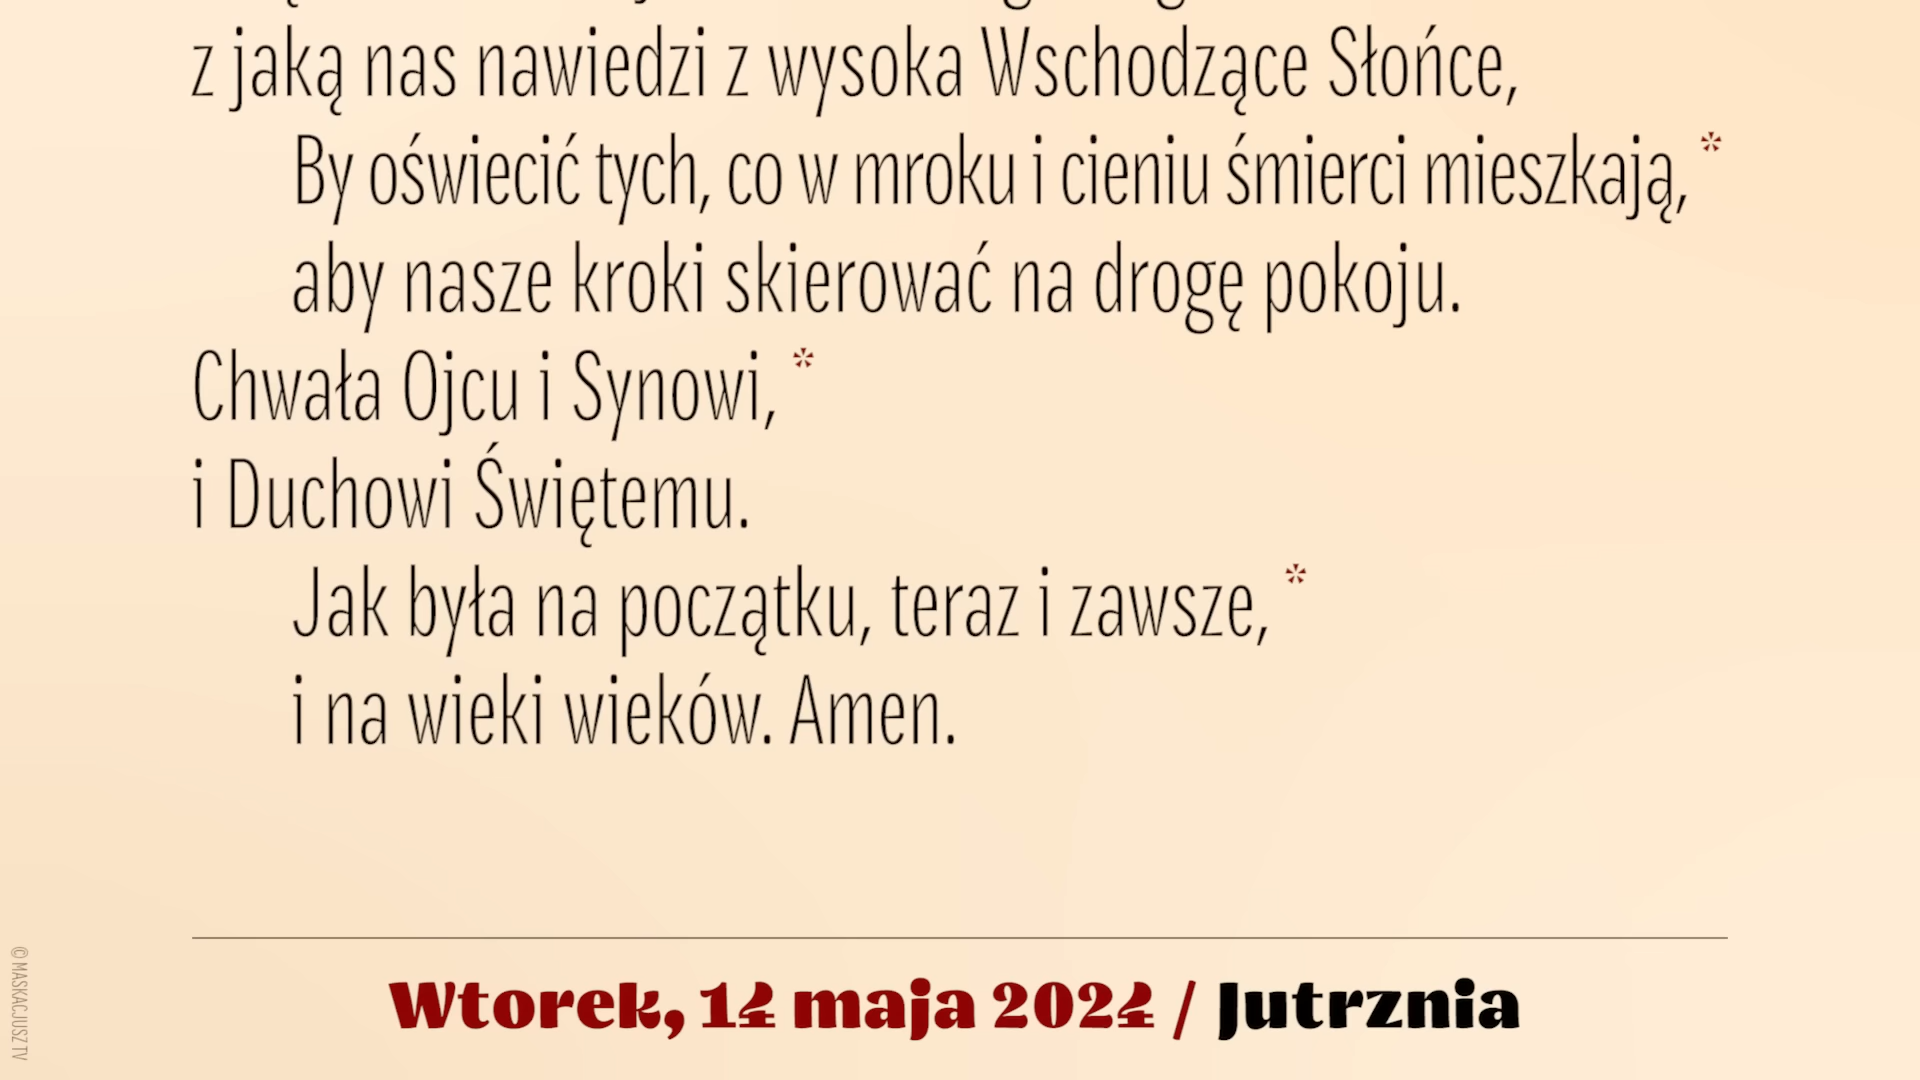 z jaką nas nawiedzi z wysoka Wschodzące Słońce,
By oświecić tych, co w mroku i cieniu śmierci mieszkają, *
aby nasze kroki skierować na drogę pokoju.
Chwała Ojcu i Synowi, *
i Duchowi Świętemu.
Jak była na początku, teraz i zawsze, *
i na wieki wieków. Amen.
Wtorek, 14 maja 2024 / Jutrznia
© MASKACJUSZ TV